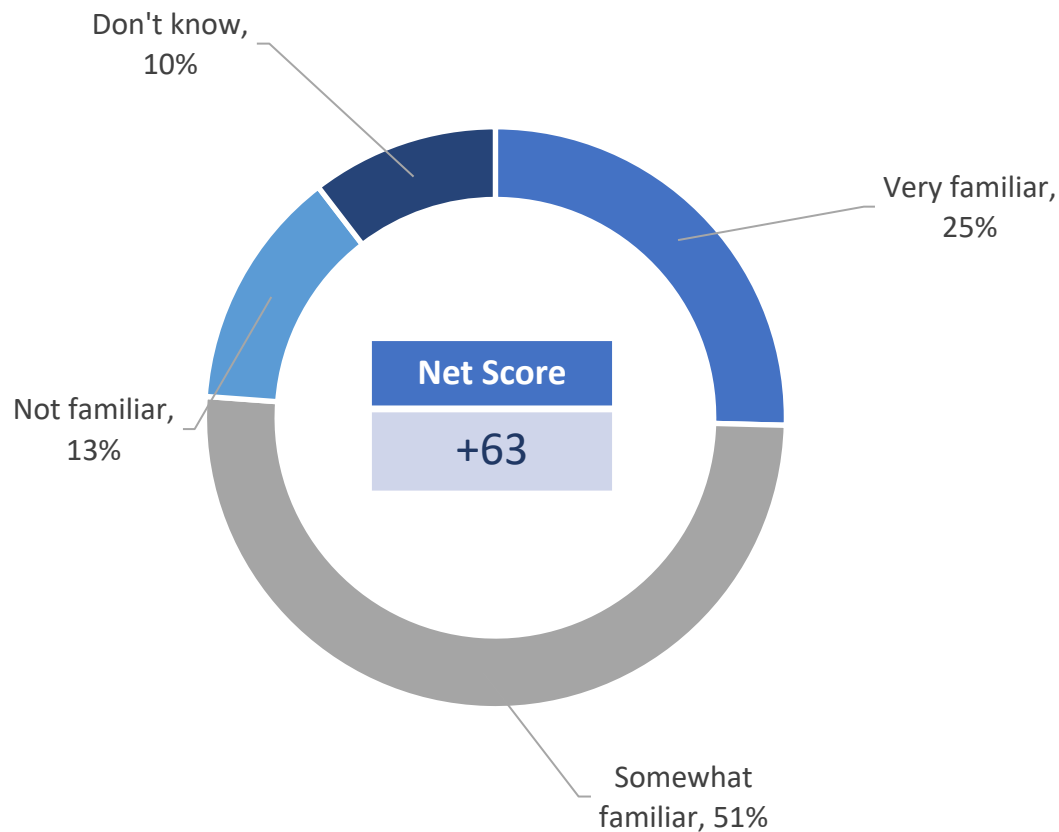 Don't know,
10%
Very familiar,
25%
Net Score
+63
Not familiar,
13%
Somewhat
familiar, 51%